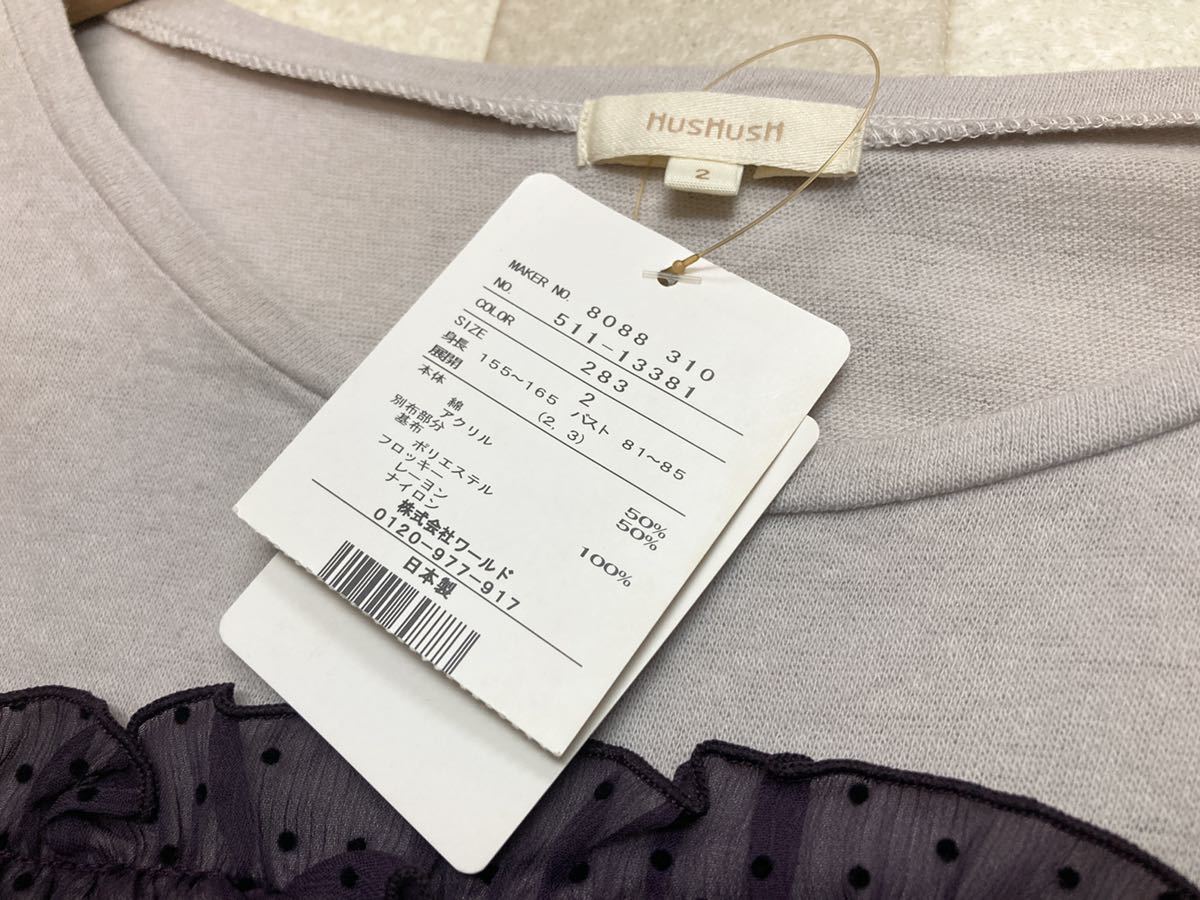 HusHusH
2
MAKER NO. 8088 310
NO. 511-13381
COLOR 283
SIZE 2
身長 155～165 バスト 81～85
展開 (2, 3)
本体 綿 50%
アクリル 50%
別布部分
基布 ポリエステル 100%
フロッキー
レーヨン
ナイロン
株式会社ワールド
0120-977-917
日本製